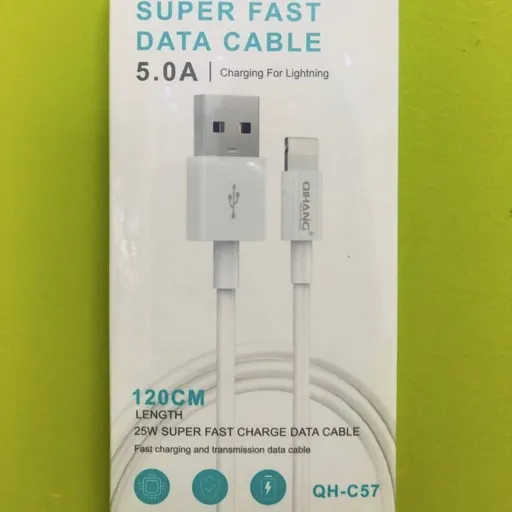 SUPER FAST
DATA CABLE
5.0A | Charging For Lightning
QIHANG®
120CM
LENGTH
25W SUPER FAST CHARGE DATA CABLE
Fast charging and transmission data cable
QH-C57